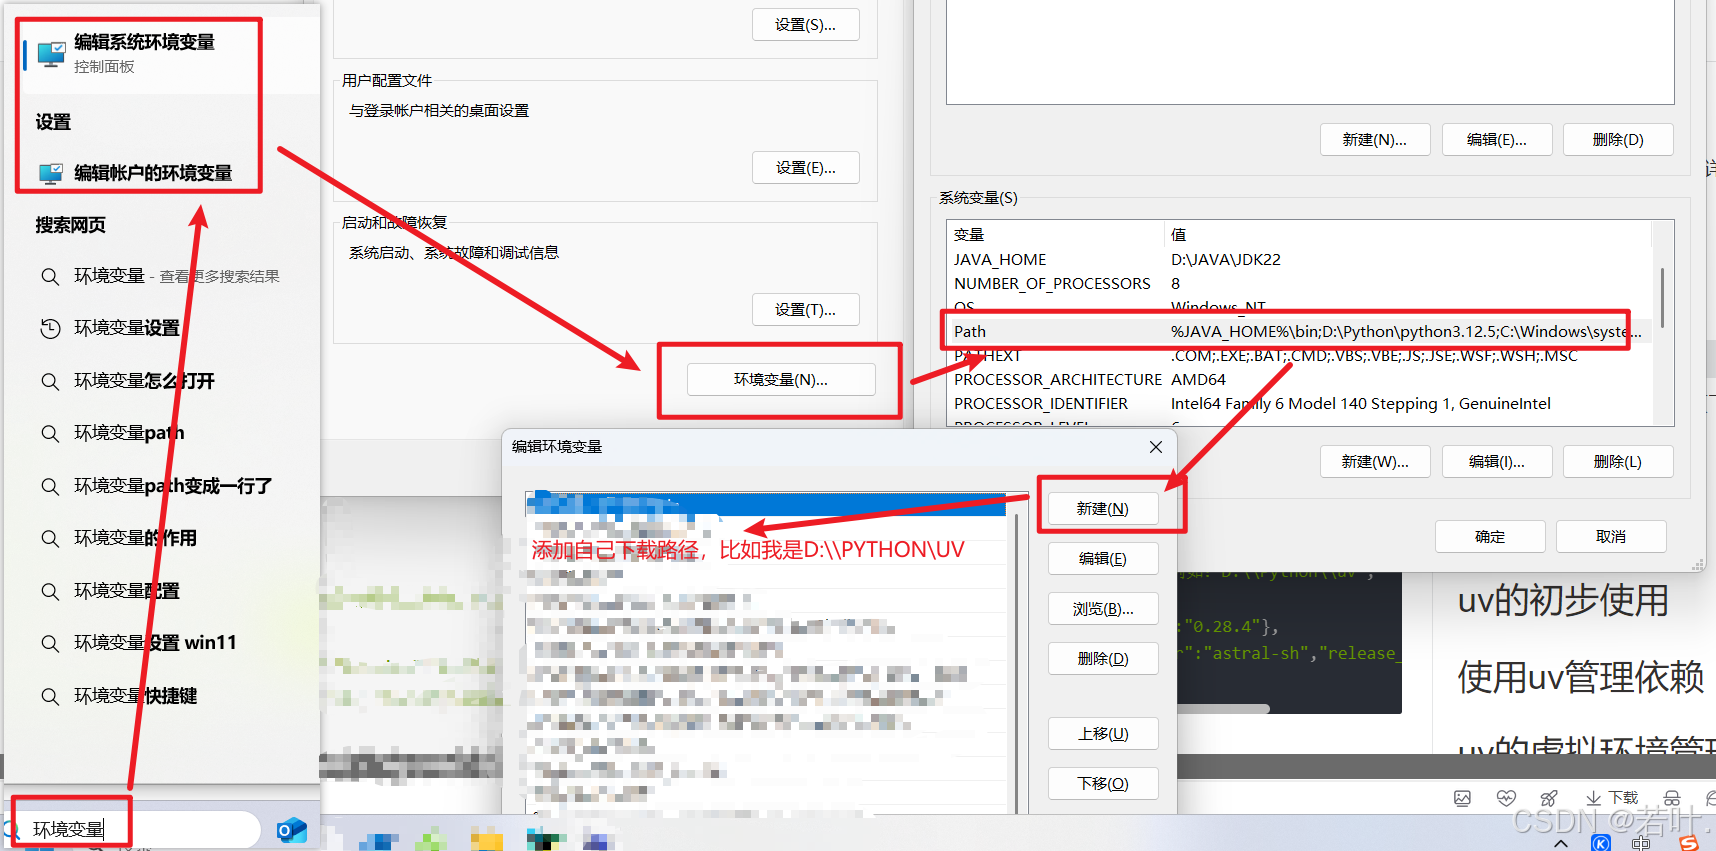 编辑系统环境变量
控制面板
设置
编辑帐户的环境变量
搜索网页
环境变量 - 查看更多搜索结果
环境变量设置
环境变量怎么打开
环境变量path
环境变量path变成一行了
环境变量的作用
环境变量配置
环境变量设置 win11
环境变量快捷键
环境变量
设置(S)...
用户配置文件
与登录帐户相关的桌面设置
设置(E)...
启动和故障恢复
系统启动、系统故障和调试信息
设置(T)...
环境变量(N)...
新建(N)...
编辑(E)...
删除(D)
系统变量(S)
变量 值
JAVA_HOME D:\JAVA\JDK22
NUMBER_OF_PROCESSORS 8
OS Windows_NT
Path %JAVA_HOME%\bin;D:\Python\python3.12.5;C:\Windows\syste...
PATHEXT .COM;.EXE;.BAT;.CMD;.VBS;.VBE;.JS;.JSE;.WSF;.WSH;.MSC
PROCESSOR_ARCHITECTURE AMD64
PROCESSOR_IDENTIFIER Intel64 Family 6 Model 140 Stepping 1, GenuineIntel
新建(W)...
编辑(I)...
删除(L)
确定
取消
编辑环境变量
添加自己下载路径，比如我是D:\\PYTHON\UV
新建(N)
编辑(E)
浏览(B)...
删除(D)
上移(U)
下移(O)
D:\\Python\\uv",
:"0.28.4"},
r":"astral-sh","release_
uv的初步使用
使用uv管理依赖
uv的虚拟环境管理
下载
CSDN @若叶.
中